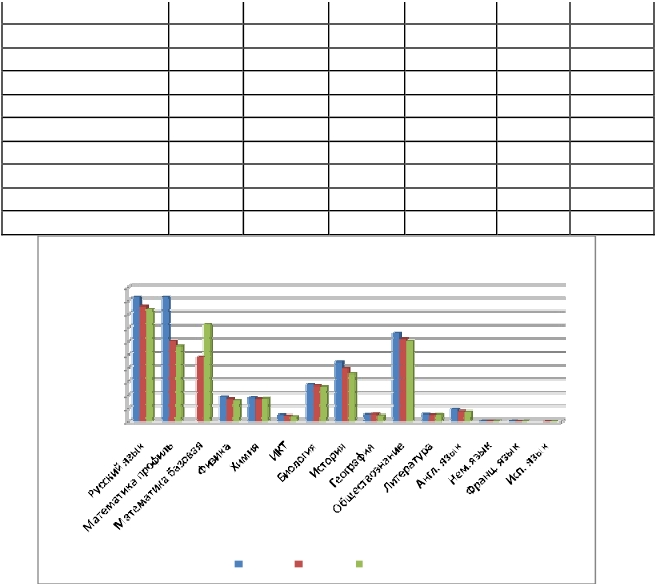 Русский язык
Математика профиль
Математика базовая
Физика
Химия
ИКТ
Биология
История
География
Обществознание
Литература
Англ. язык
Нем. язык
Франц. язык
Исп. язык